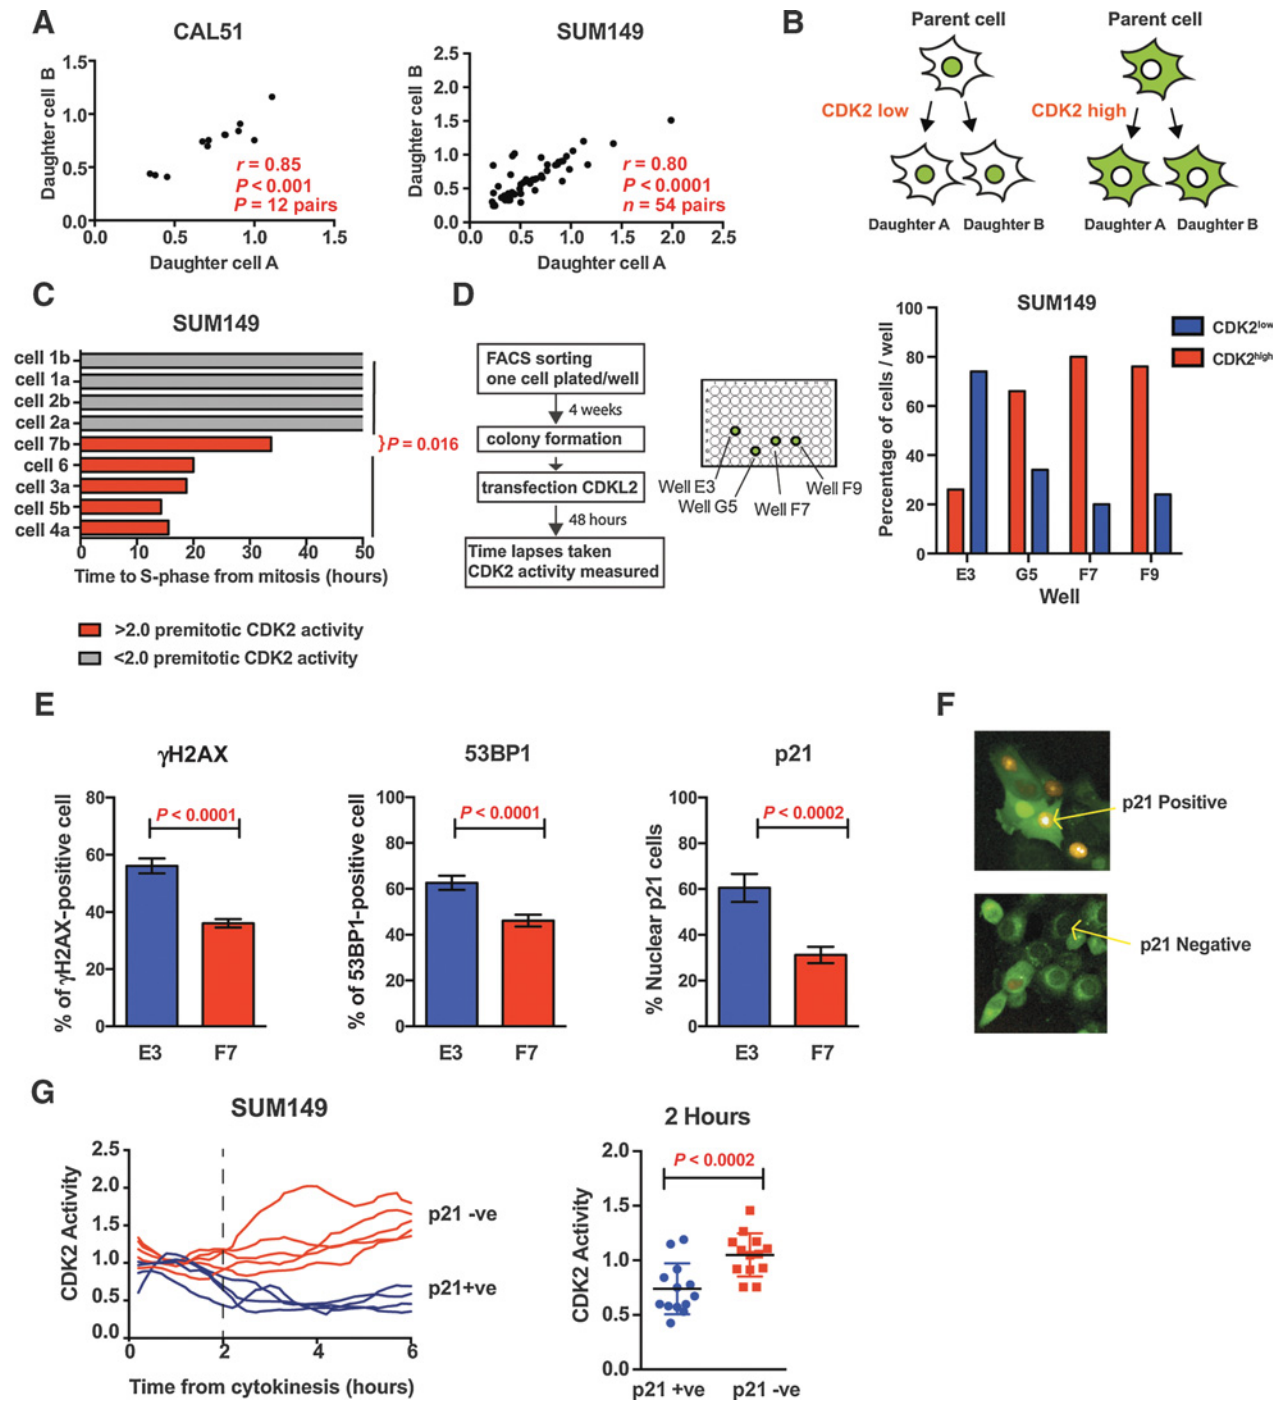 A
CAL51
Daughter cell B
1.5
1.0
0.5
0.0
0.0
0.5
1.0
1.5
r = 0.85
P < 0.001
P = 12 pairs
Daughter cell A
SUM149
Daughter cell B
2.5
2.0
1.5
1.0
0.5
0.0
0.0
0.5
1.0
1.5
2.0
2.5
r = 0.80
P < 0.0001
n = 54 pairs
Daughter cell A
B
Parent cell
Parent cell
CDK2 low
CDK2 high
Daughter A
Daughter B
Daughter A
Daughter B
C
SUM149
cell 1b
cell 1a
cell 2b
cell 2a
cell 7b
cell 6
cell 3a
cell 5b
cell 4a
}P = 0.016
0
10
20
30
40
50
Time to S-phase from mitosis (hours)
>2.0 premitotic CDK2 activity
<2.0 premitotic CDK2 activity
D
FACS sorting
one cell plated/well
4 weeks
colony formation
transfection CDKL2
48 hours
Time lapses taken
CDK2 activity measured
Well E3
Well G5
Well F7
Well F9
SUM149
CDK2low
CDK2high
Percentage of cells / well
100
80
60
40
20
0
E3
G5
F7
F9
Well
E
γH2AX
% of γH2AX-positive cell
80
60
40
20
0
P < 0.0001
E3
F7
53BP1
% of 53BP1-positive cell
100
80
60
40
20
0
P < 0.0001
E3
F7
p21
% Nuclear p21 cells
100
80
60
40
20
0
P < 0.0002
E3
F7
F
p21 Positive
p21 Negative
G
SUM149
CDK2 Activity
2.5
2.0
1.5
1.0
0.5
0.0
0
2
4
6
p21 -ve
p21+ve
Time from cytokinesis (hours)
2 Hours
CDK2 Activity
2.0
1.5
1.0
0.5
0.0
P < 0.0002
p21 +ve
p21 -ve